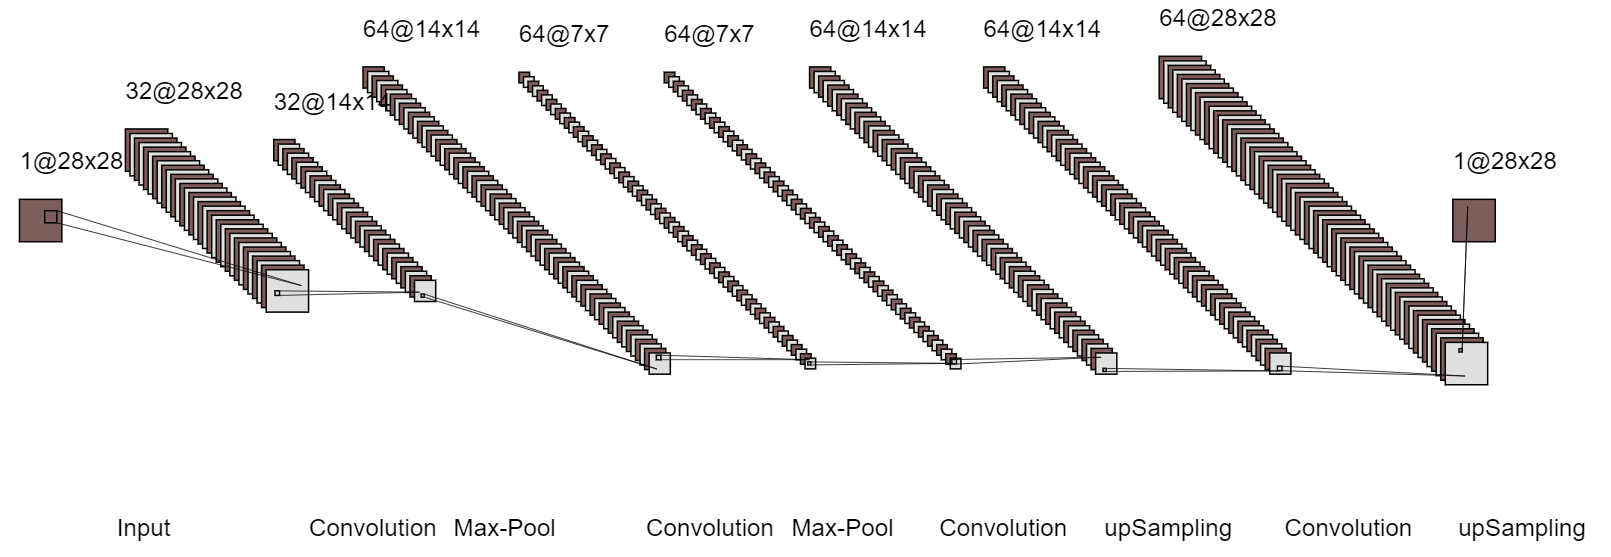 64@28x28
64@14x14
64@7x7
64@7x7
64@14x14
64@14x14
32@28x28
32@14x14
1@28x28
1@28x28
Input
Convolution
Max-Pool
Convolution
Max-Pool
Convolution
upSampling
Convolution
upSampling